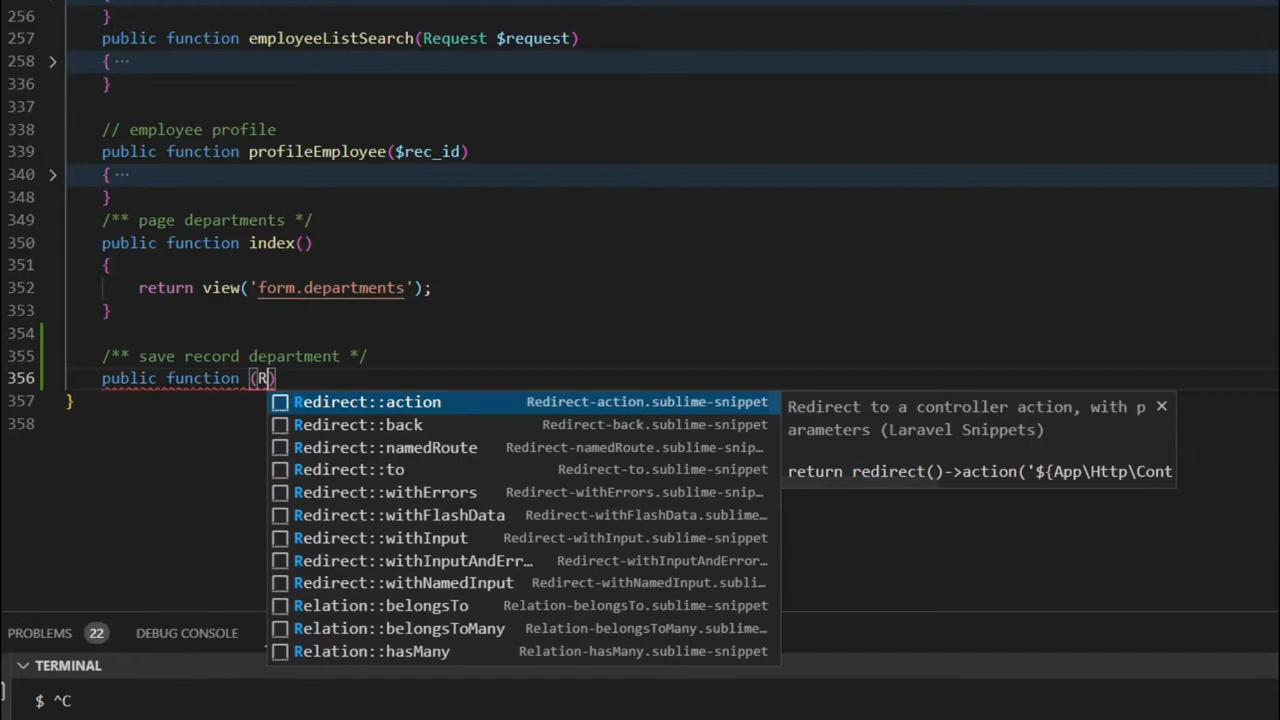 256 }
257 public function employeeListSearch(Request $request)
258 { ···
336 }
337
338 // employee profile
339 public function profileEmployee($rec_id)
340 { ···
348 }
349 /** page departments */
350 public function index()
351 {
352 return view('form.departments');
353 }
354
355 /** save record department */
356 public function (R)
357 }
358
Redirect::action Redirect-action.sublime-snippet
Redirect::back Redirect-back.sublime-snippet
Redirect::namedRoute Redirect-namedRoute.sublime-snip…
Redirect::to Redirect-to.sublime-snippet
Redirect::withErrors Redirect-withErrors.sublime-snip…
Redirect::withFlashData Redirect-withFlashData.sublime…
Redirect::withInput Redirect-withInput.sublime-snippet
Redirect::withInputAndErr… Redirect-withInputAndError…
Redirect::withNamedInput Redirect-withNamedInput.subli…
Relation::belongsTo Relation-belongsTo.sublime-snippet
Relation::belongsToMany Relation-belongsToMany.sublime…
Relation::hasMany Relation-hasMany.sublime-snippet
Redirect to a controller action, with p
arameters (Laravel Snippets)
return redirect()->action('${App\Http\Cont
PROBLEMS 22 DEBUG CONSOLE
TERMINAL
$ ^C